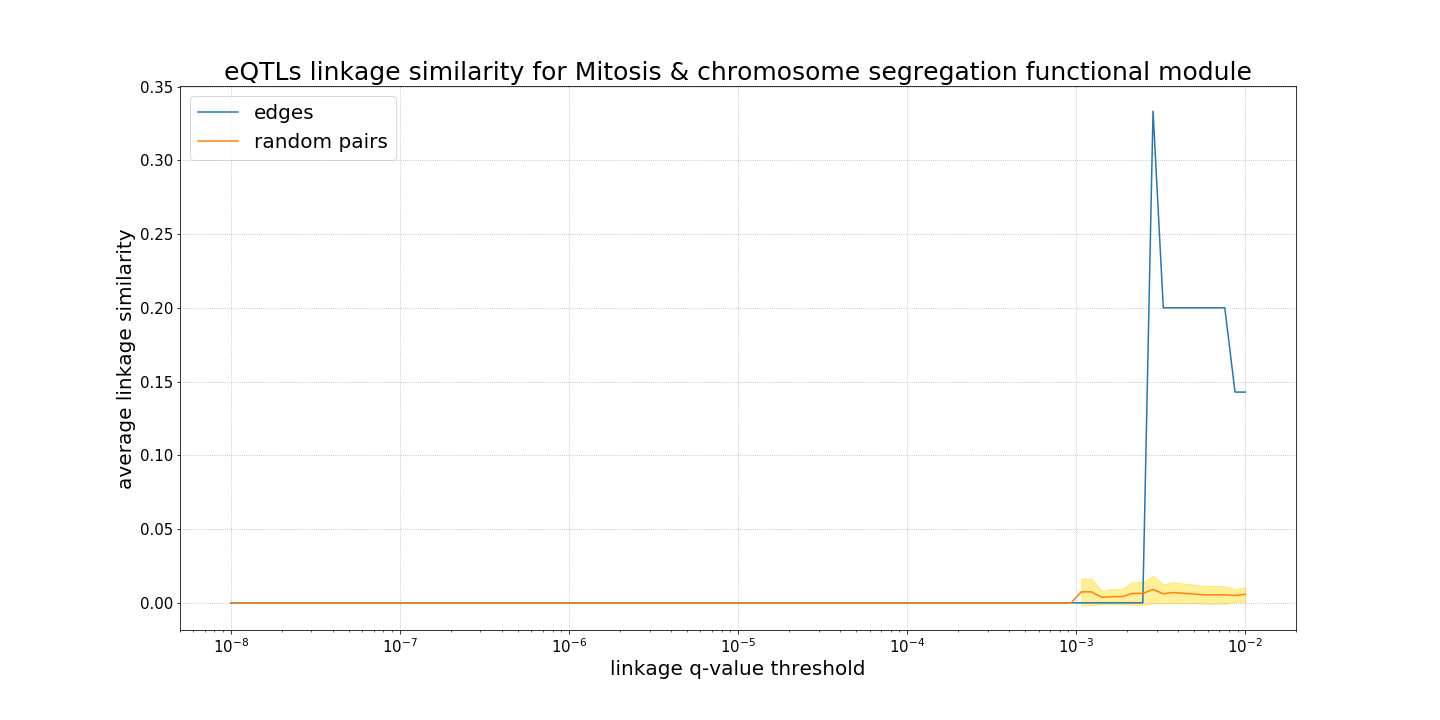 eQTLs linkage similarity for Mitosis & chromosome segregation functional module
edges
random pairs
average linkage similarity
0.35
0.30
0.25
0.20
0.15
0.10
0.05
0.00
10⁻⁸ 10⁻⁷ 10⁻⁶ 10⁻⁵ 10⁻⁴ 10⁻³ 10⁻²
linkage q-value threshold